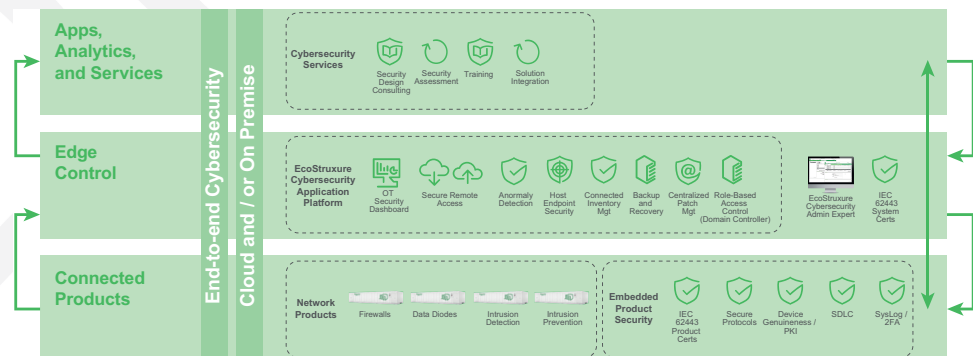 Apps,
Analytics,
and Services
End-to-end Cybersecurity
Cloud and / or On Premise
Cybersecurity
Services
Security
Design
Consulting
Security
Assessment
Training
Solution
Integration
Edge
Control
EcoStruxure
Cybersecurity
Application
Platform
OT
Security
Dashboard
Secure Remote
Access
Anormaly
Detection
Host
Endpoint
Security
Connected
Inventory
Mgt
Backup
and
Recovery
Centralized
Patch
Mgt
Role-Based
Access
Control
(Domain Controller)
EcoStruxure
Cybersecurity
Admin Expert
IEC
62443
System
Certs
Connected
Products
Network
Products
Firewalls
Data Diodes
Intrusion
Detection
Intrusion
Prevention
Embedded
Product
Security
IEC
62443
Product
Certs
Secure
Protocols
Device
Genuineness /
PKI
SDLC
SysLog /
2FA